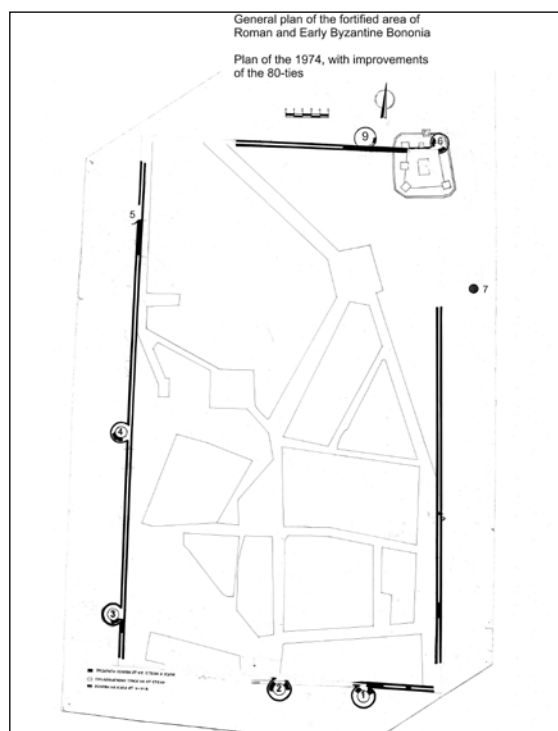 General plan of the fortified area of
Roman and Early Byzantine Bononia
Plan of the 1974, with improvements
of the 80-ties
9
6
5
7
4
3
2
1